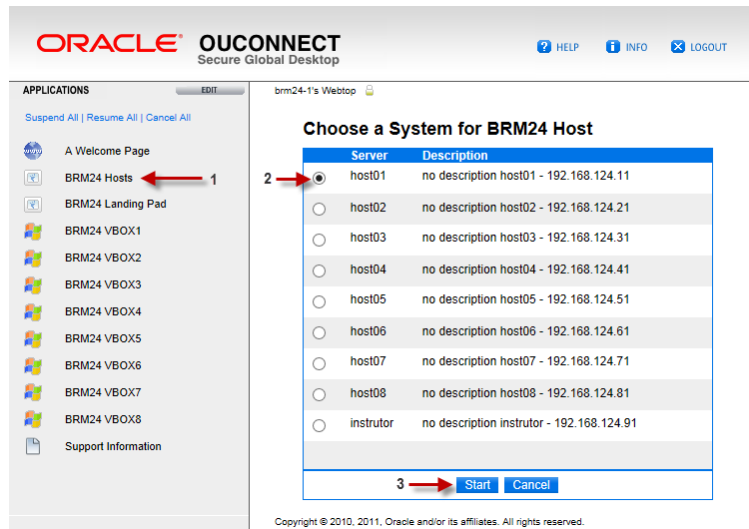 ORACLE OUCONNECT
Secure Global Desktop
HELP INFO LOGOUT
APPLICATIONS EDIT
Suspend All | Resume All | Cancel All
A Welcome Page
BRM24 Hosts 1
BRM24 Landing Pad
BRM24 VBOX1
BRM24 VBOX2
BRM24 VBOX3
BRM24 VBOX4
BRM24 VBOX5
BRM24 VBOX6
BRM24 VBOX7
BRM24 VBOX8
Support Information
brm24-1's Webtop
Choose a System for BRM24 Host
Server Description
2 host01 no description host01 - 192.168.124.11
host02 no description host02 - 192.168.124.21
host03 no description host03 - 192.168.124.31
host04 no description host04 - 192.168.124.41
host05 no description host05 - 192.168.124.51
host06 no description host06 - 192.168.124.61
host07 no description host07 - 192.168.124.71
host08 no description host08 - 192.168.124.81
instrutor no description instrutor - 192.168.124.91
3 Start Cancel
Copyright © 2010, 2011, Oracle and/or its affiliates. All rights reserved.